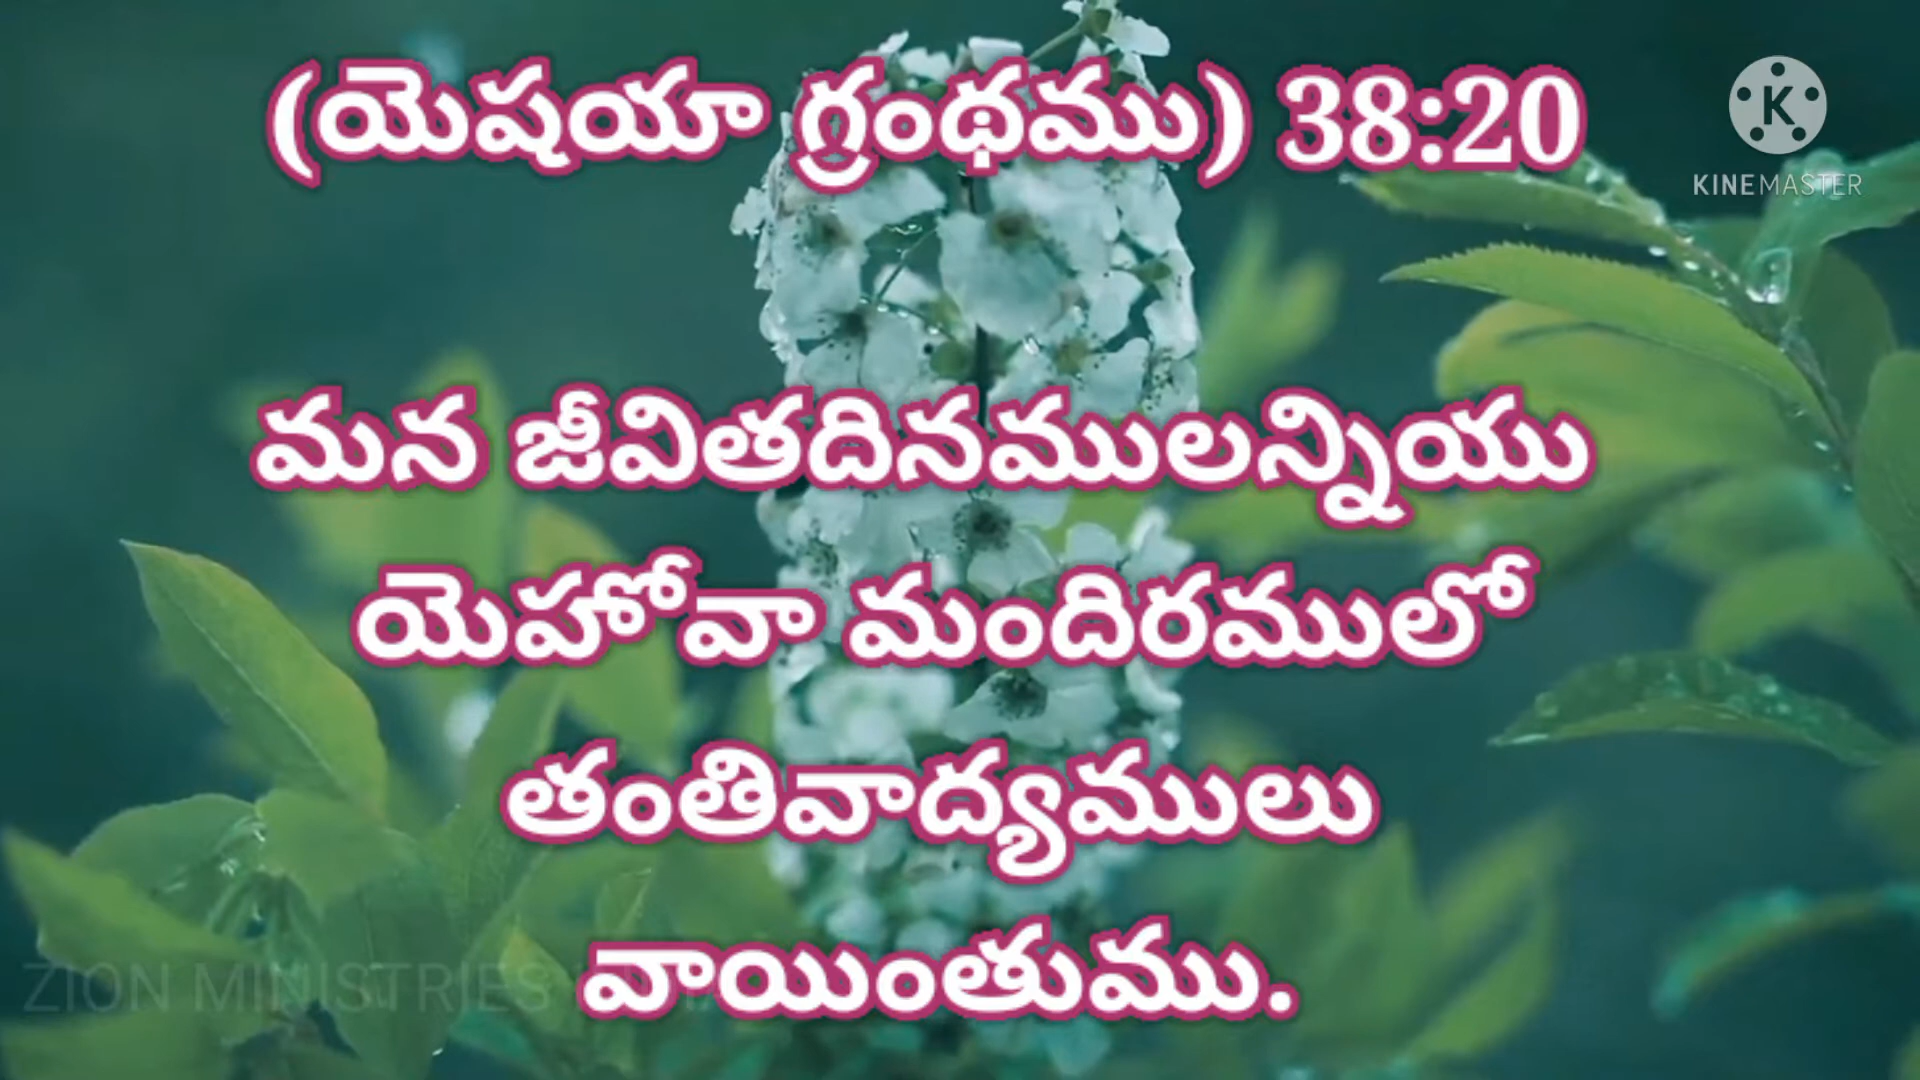 (యెషయా గ్రంథము) 38:20
KINEMASTER
మన జీవితదినములన్నియు
యెహోవా మందిరములో
తంతివాద్యములు
వాయింతుము.
ZION MINISTRIES